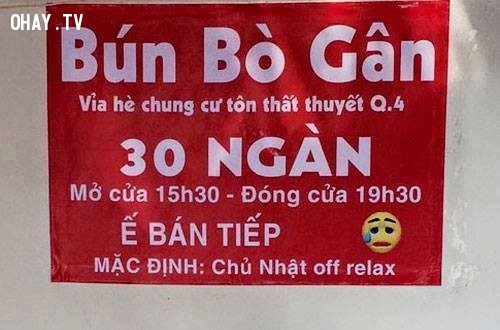 OHAY.TV
Bún Bò Gân
Vỉa hè chung cư tôn thất thuyết Q.4
30 NGÀN
Mở cửa 15h30 - Đóng cửa 19h30
Ế BÁN TIẾP
MẶC ĐỊNH: Chủ Nhật off relax